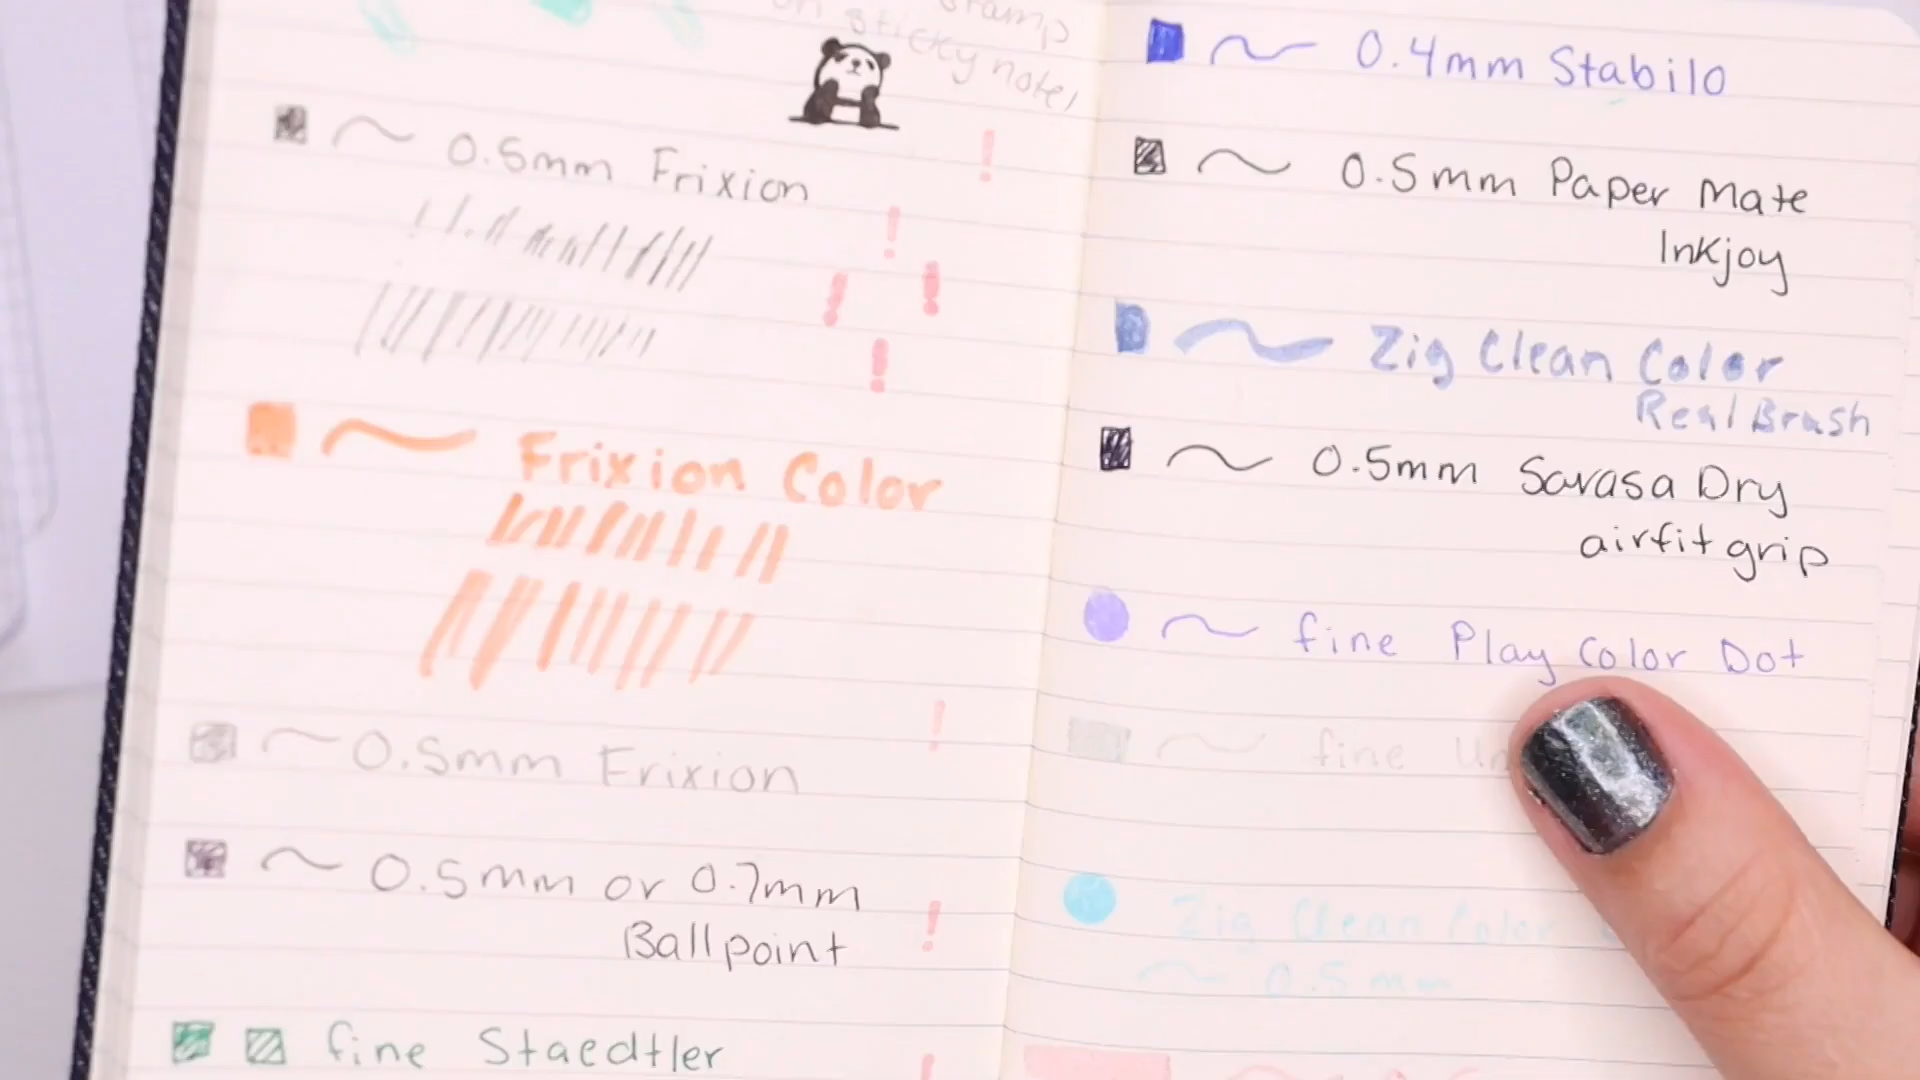 stamp
on sticky note!
0.5mm Frixion
Frixion Color
0.5mm Frixion
0.5mm or 0.7mm
Ballpoint
fine Staedtler
0.4mm Stabilo
0.5mm Paper Mate
Inkjoy
Zig Clean Color
Real Brush
0.5mm Sarasa Dry
airfit grip
fine Play Color Dot
fine
Zig Clean Color
0.5mm